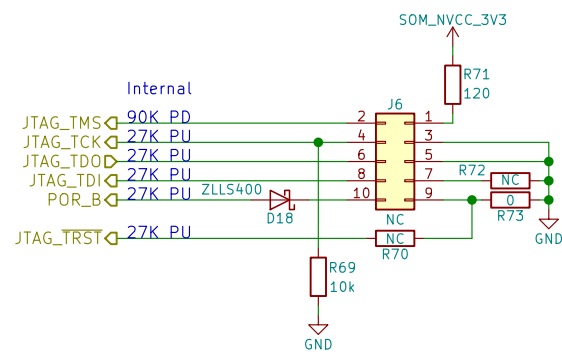 SOM_NVCC_3V3
R71
120
Internal
J6
JTAG_TMS 90K PD 2 1
JTAG_TCK 27K PU 4 3
JTAG_TDO 27K PU 6 5
JTAG_TDI 27K PU 8 7 R72 NC
POR_B 27K PU ZLLS400 D18 10 9 0 R73
NC
GND
JTAG_TRST 27K PU NC
R70
R69
10k
GND